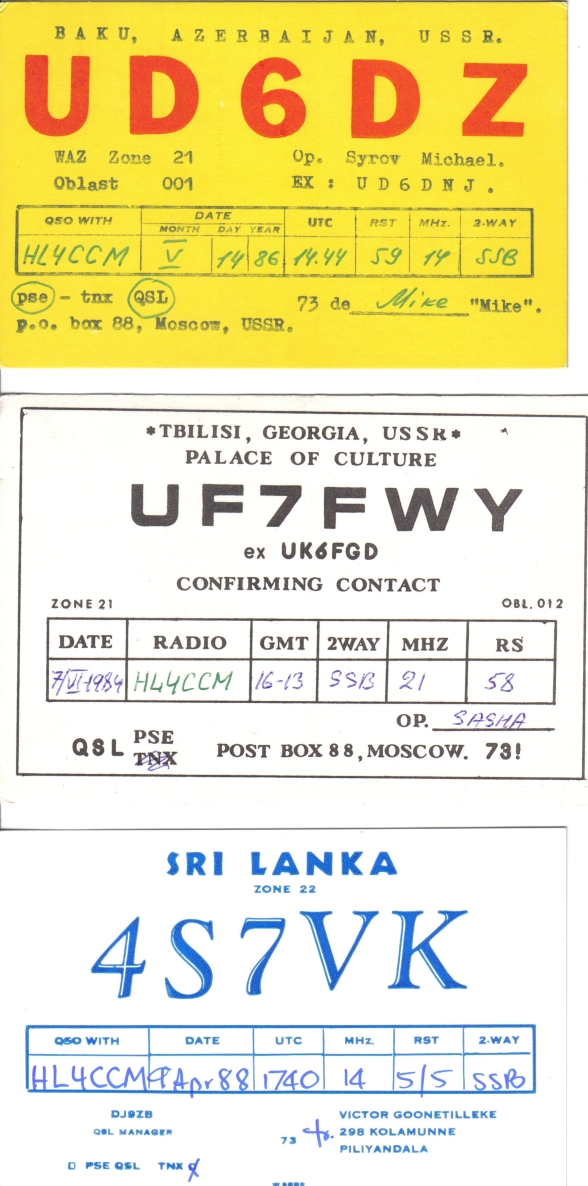 BAKU, AZERBAIJAN, USSR.
UD6DZ
WAZ Zone 21 Op. Syrov Michael.
Oblast 001 EX: UD6DNJ.
QSO WITH DATE UTC RST MHz. 2-WAY
MONTH DAY YEAR
HL4CCM V 14 86 14.44 59 14 SSB
pse - tnx QSL 73 de Mike "Mike".
p.o. box 88, Moscow, USSR.
*TBILISI, GEORGIA, USSR*
PALACE OF CULTURE
UF7FWY
ex UK6FGD
CONFIRMING CONTACT
ZONE 21 OBL. 012
DATE RADIO GMT 2WAY MHZ RS
7/VI-1984 HL4CCM 16-13 SSB 21 58
OP. SASHA
QSL PSE
TNX POST BOX 88, MOSCOW. 73!
SRI LANKA
ZONE 22
4S7VK
QSO WITH DATE UTC MHz. RST 2-WAY
HL4CCM 9 Apr 88 1740 14 5/5 SSB
DJ9ZB VICTOR GOONETILLEKE
QSL MANAGER 73 298 KOLAMUNNE
PILIYANDALA
PSE QSL TNX